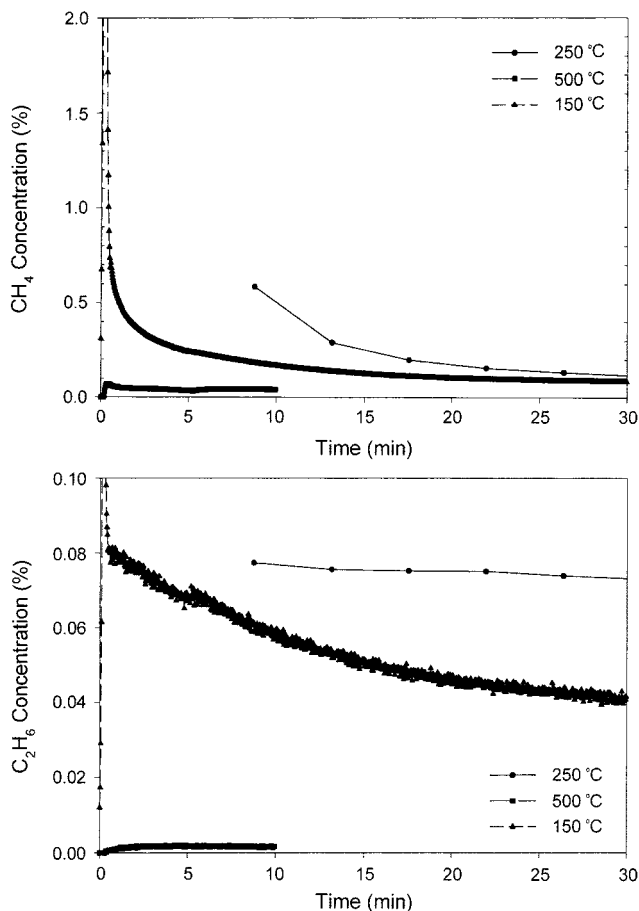 2.0
1.5
1.0
0.5
0.0
CH₄ Concentration (%)
250 °C
500 °C
150 °C
0 5 10 15 20 25 30
Time (min)
0.10
0.08
0.06
0.04
0.02
0.00
C₂H₆ Concentration (%)
250 °C
500 °C
150 °C
0 5 10 15 20 25 30
Time (min)